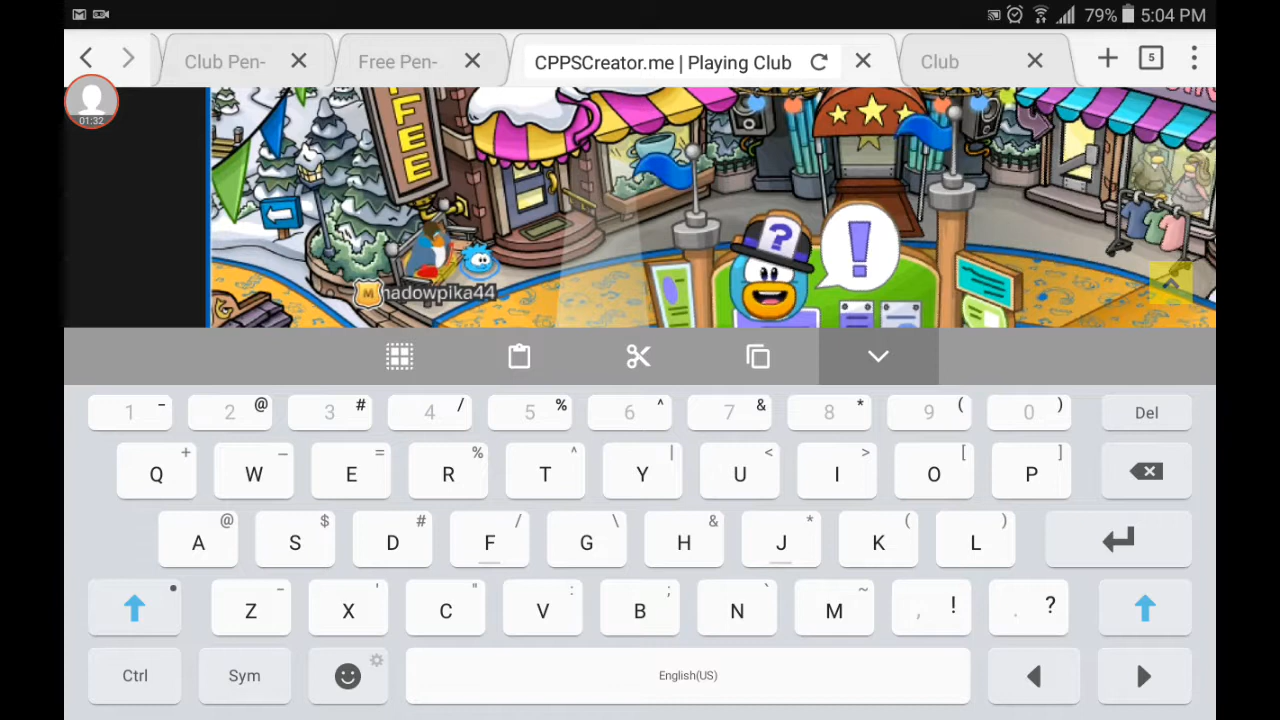 79% 5:04 PM
Club Pen- Free Pen- CPPSCreator.me | Playing Club Club 5
01:32
FFEE
?
!
M hadowpika44
1 - 2 @ 3 # 4 / 5 % 6 ^ 7 & 8 * 9 ( 0 ) Del
Q + W – E = R % T ^ Y | U < I > O [ P ]
A @ S $ D # F / G \ H & J * K ( L )
Z - X ' C " V : B ; N ` M ~ , ! . ?
Ctrl Sym English(US)